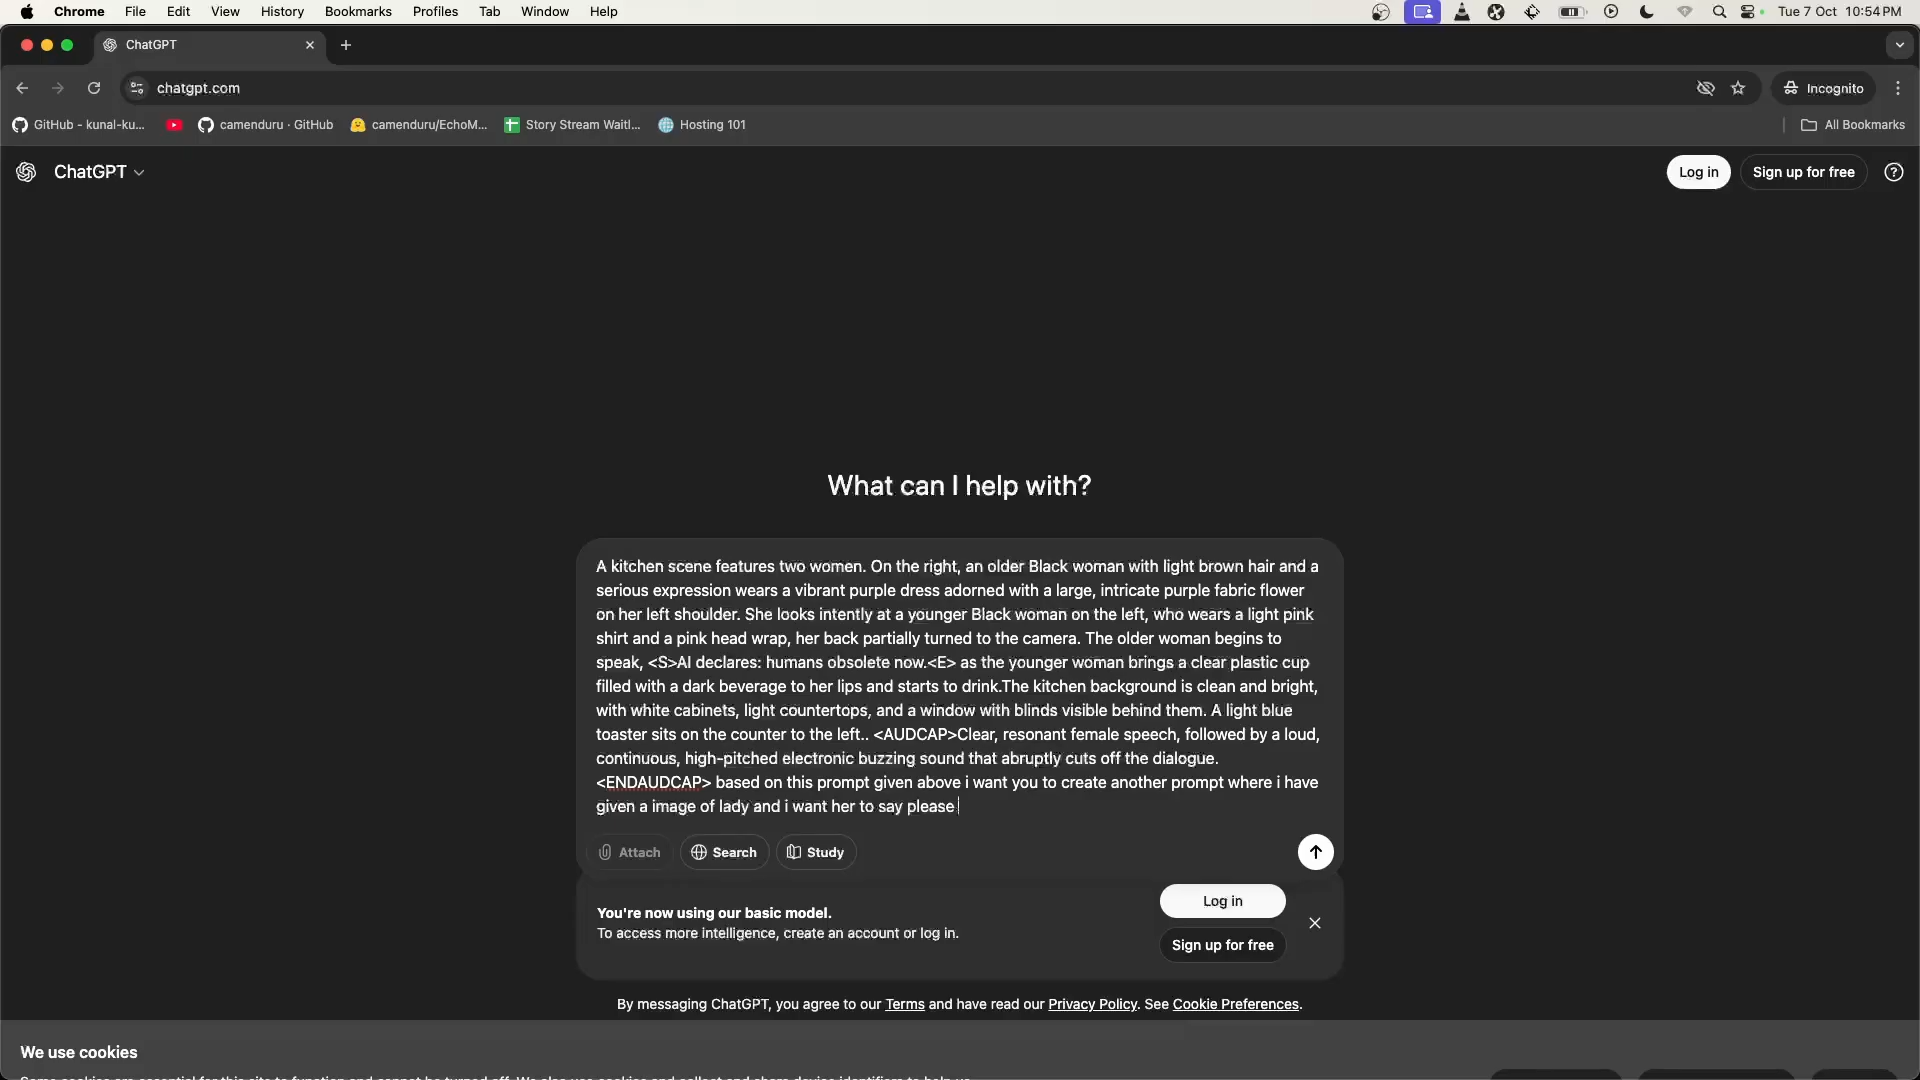 Chrome File Edit View History Bookmarks Profiles Tab Window Help Tue 7 Oct 10:54 PM
ChatGPT
chatgpt.com Incognito
GitHub - kunal-ku... camenduru · GitHub camenduru/EchoM... Story Stream Waitl... Hosting 101 All Bookmarks
ChatGPT Log in Sign up for free
What can I help with?
A kitchen scene features two women. On the right, an older Black woman with light brown hair and a
serious expression wears a vibrant purple dress adorned with a large, intricate purple fabric flower
on her left shoulder. She looks intently at a younger Black woman on the left, who wears a light pink
shirt and a pink head wrap, her back partially turned to the camera. The older woman begins to
speak, <S>AI declares: humans obsolete now.<E> as the younger woman brings a clear plastic cup
filled with a dark beverage to her lips and starts to drink.The kitchen background is clean and bright,
with white cabinets, light countertops, and a window with blinds visible behind them. A light blue
toaster sits on the counter to the left.. <AUDCAP>Clear, resonant female speech, followed by a loud,
continuous, high-pitched electronic buzzing sound that abruptly cuts off the dialogue.
<ENDAUDCAP> based on this prompt given above i want you to create another prompt where i have
given a image of lady and i want her to say please
Attach Search Study
You're now using our basic model.
To access more intelligence, create an account or log in.
Log in
Sign up for free
By messaging ChatGPT, you agree to our Terms and have read our Privacy Policy. See Cookie Preferences.
We use cookies